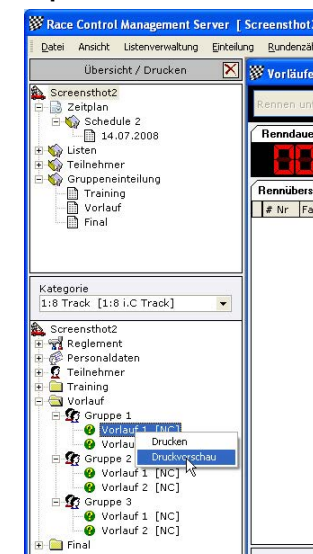 Race Control Management Server [ Screensthot2
Datei Ansicht Listenverwaltung Einteilung Rundenzäh
Übersicht / Drucken
Vorläufe
Screensthot2
Zeitplan
Schedule 2
14.07.2008
Listen
Teilnehmer
Gruppeneinteilung
Training
Vorlauf
Final
Rennen unt
Renndaue
Rennübers
# Nr Fa
Kategorie
1:8 Track [1:8 i.C Track]
Screensthot2
Reglement
Personaldaten
Teilnehmer
Training
Vorlauf
Gruppe 1
Vorlauf 1 [NC]
Vorlau
Drucken
Druckvorschau
Gruppe 2
Vorlauf 1 [NC]
Vorlauf 2 [NC]
Gruppe 3
Vorlauf 1 [NC]
Vorlauf 2 [NC]
Final